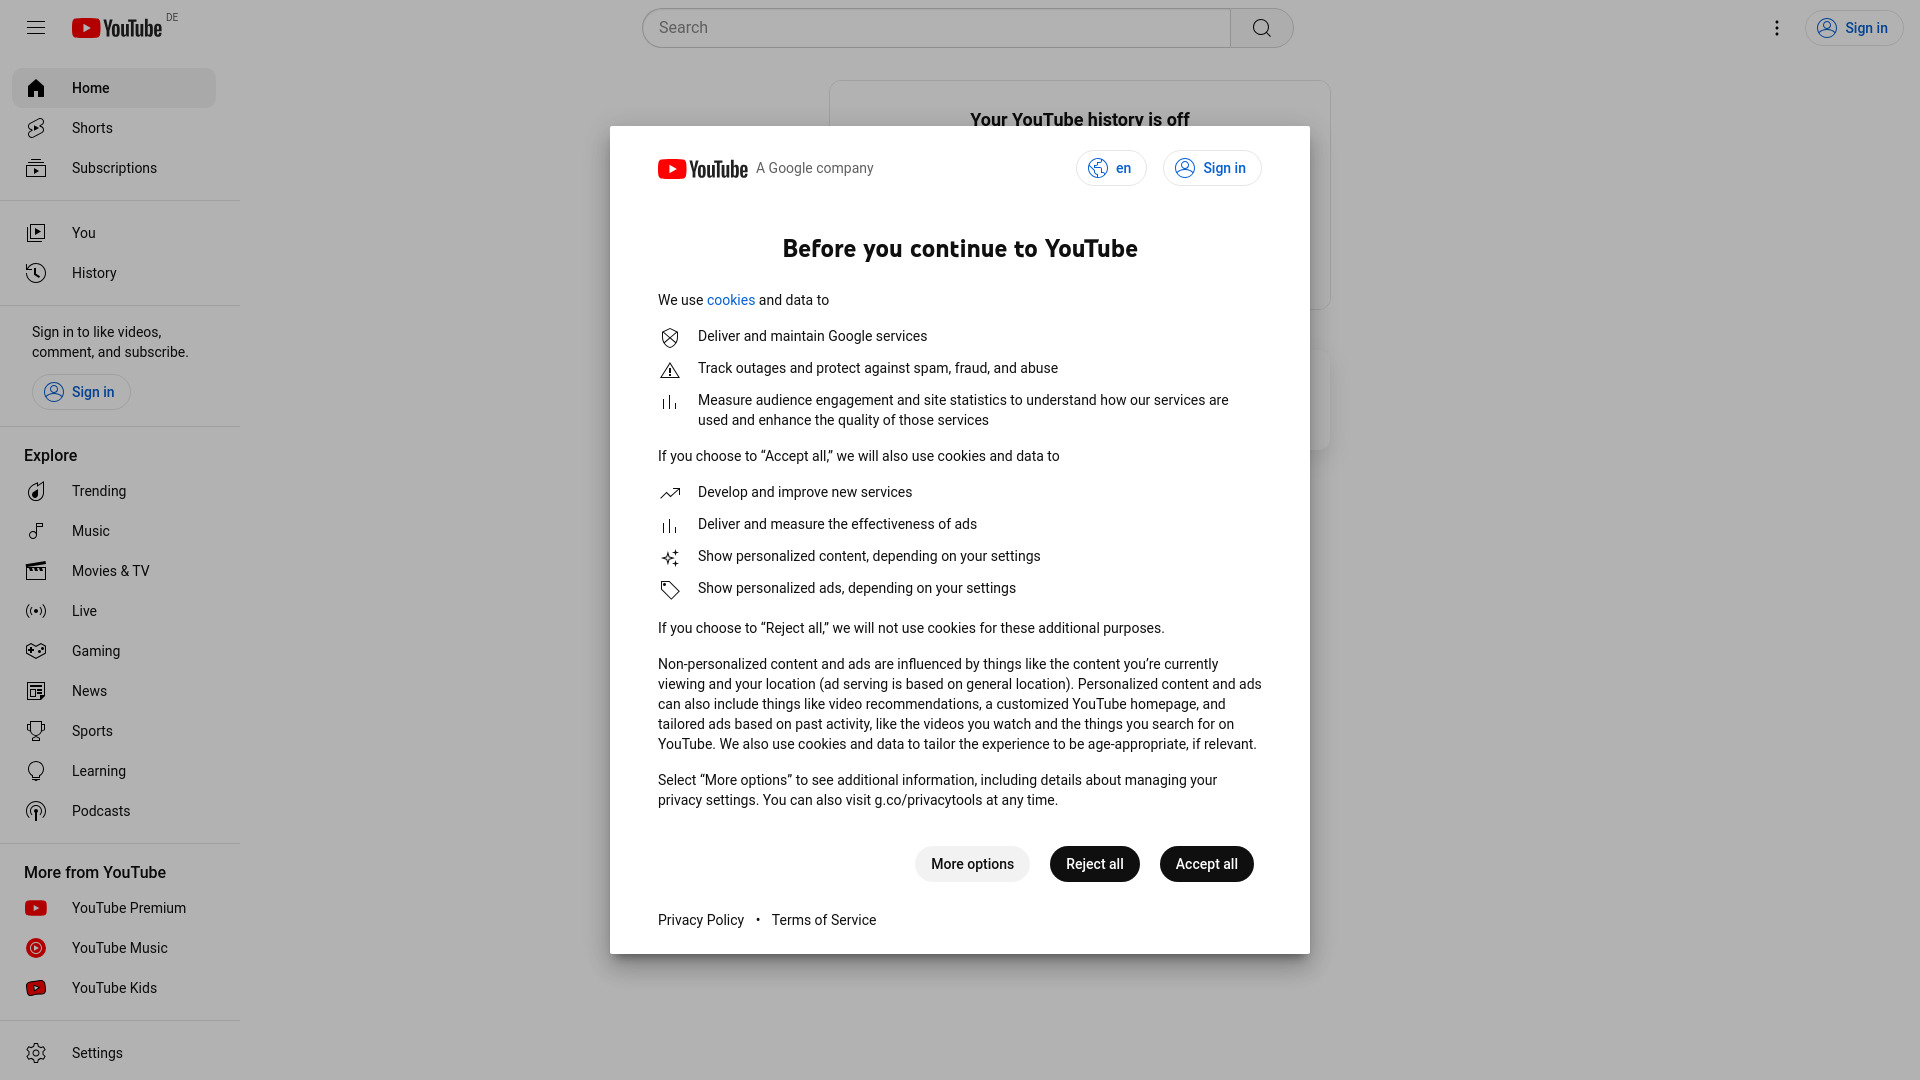 YouTube DE
Search
Sign in
Home
Shorts
Subscriptions
You
History
Sign in to like videos,
comment, and subscribe.
Sign in
Explore
Trending
Music
Movies & TV
Live
Gaming
News
Sports
Learning
Podcasts
More from YouTube
YouTube Premium
YouTube Music
YouTube Kids
Settings
Your YouTube history is off
YouTube A Google company
en
Sign in
Before you continue to YouTube
We use cookies and data to
Deliver and maintain Google services
Track outages and protect against spam, fraud, and abuse
Measure audience engagement and site statistics to understand how our services are
used and enhance the quality of those services
If you choose to “Accept all,” we will also use cookies and data to
Develop and improve new services
Deliver and measure the effectiveness of ads
Show personalized content, depending on your settings
Show personalized ads, depending on your settings
If you choose to “Reject all,” we will not use cookies for these additional purposes.
Non-personalized content and ads are influenced by things like the content you’re currently
viewing and your location (ad serving is based on general location). Personalized content and ads
can also include things like video recommendations, a customized YouTube homepage, and
tailored ads based on past activity, like the videos you watch and the things you search for on
YouTube. We also use cookies and data to tailor the experience to be age-appropriate, if relevant.
Select “More options” to see additional information, including details about managing your
privacy settings. You can also visit g.co/privacytools at any time.
More options
Reject all
Accept all
Privacy Policy • Terms of Service